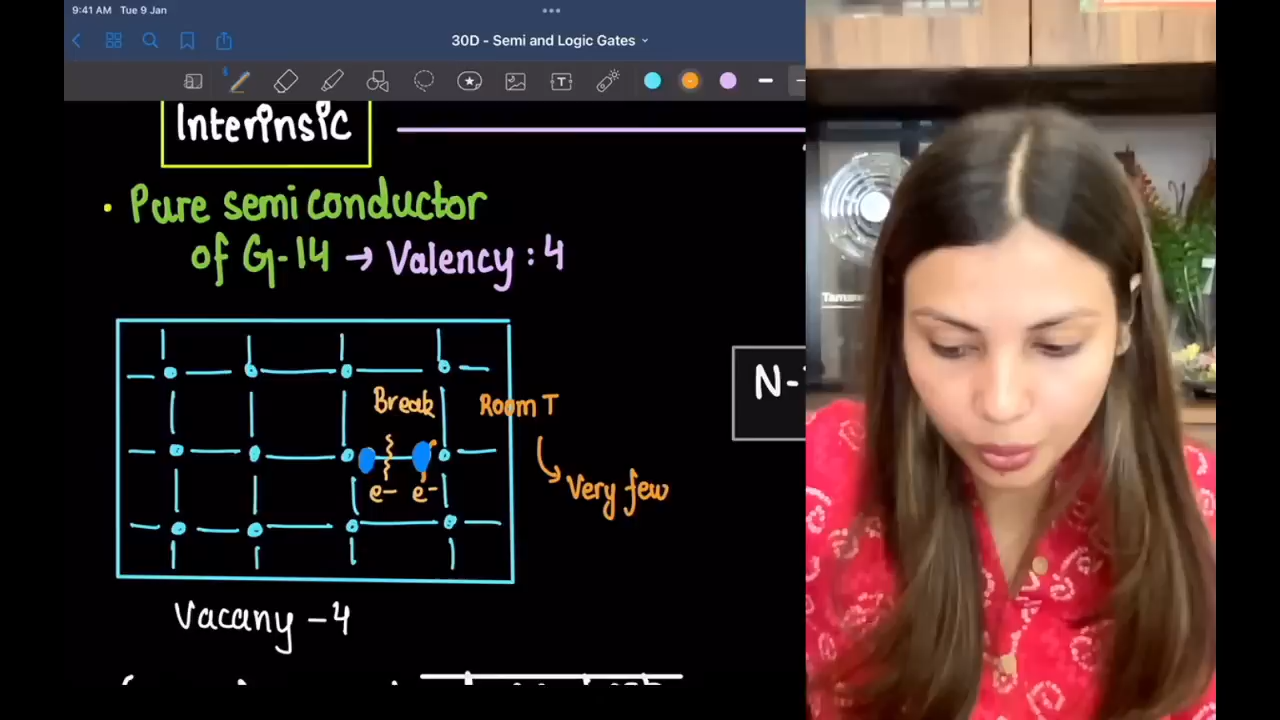 9:41 AM Tue 9 Jan
30D - Semi and Logic Gates
Interinsic
• Pure semi conductor
of G-14 → Valency : 4
Break
Room T
e- e-
Very few
Vacany - 4
N-